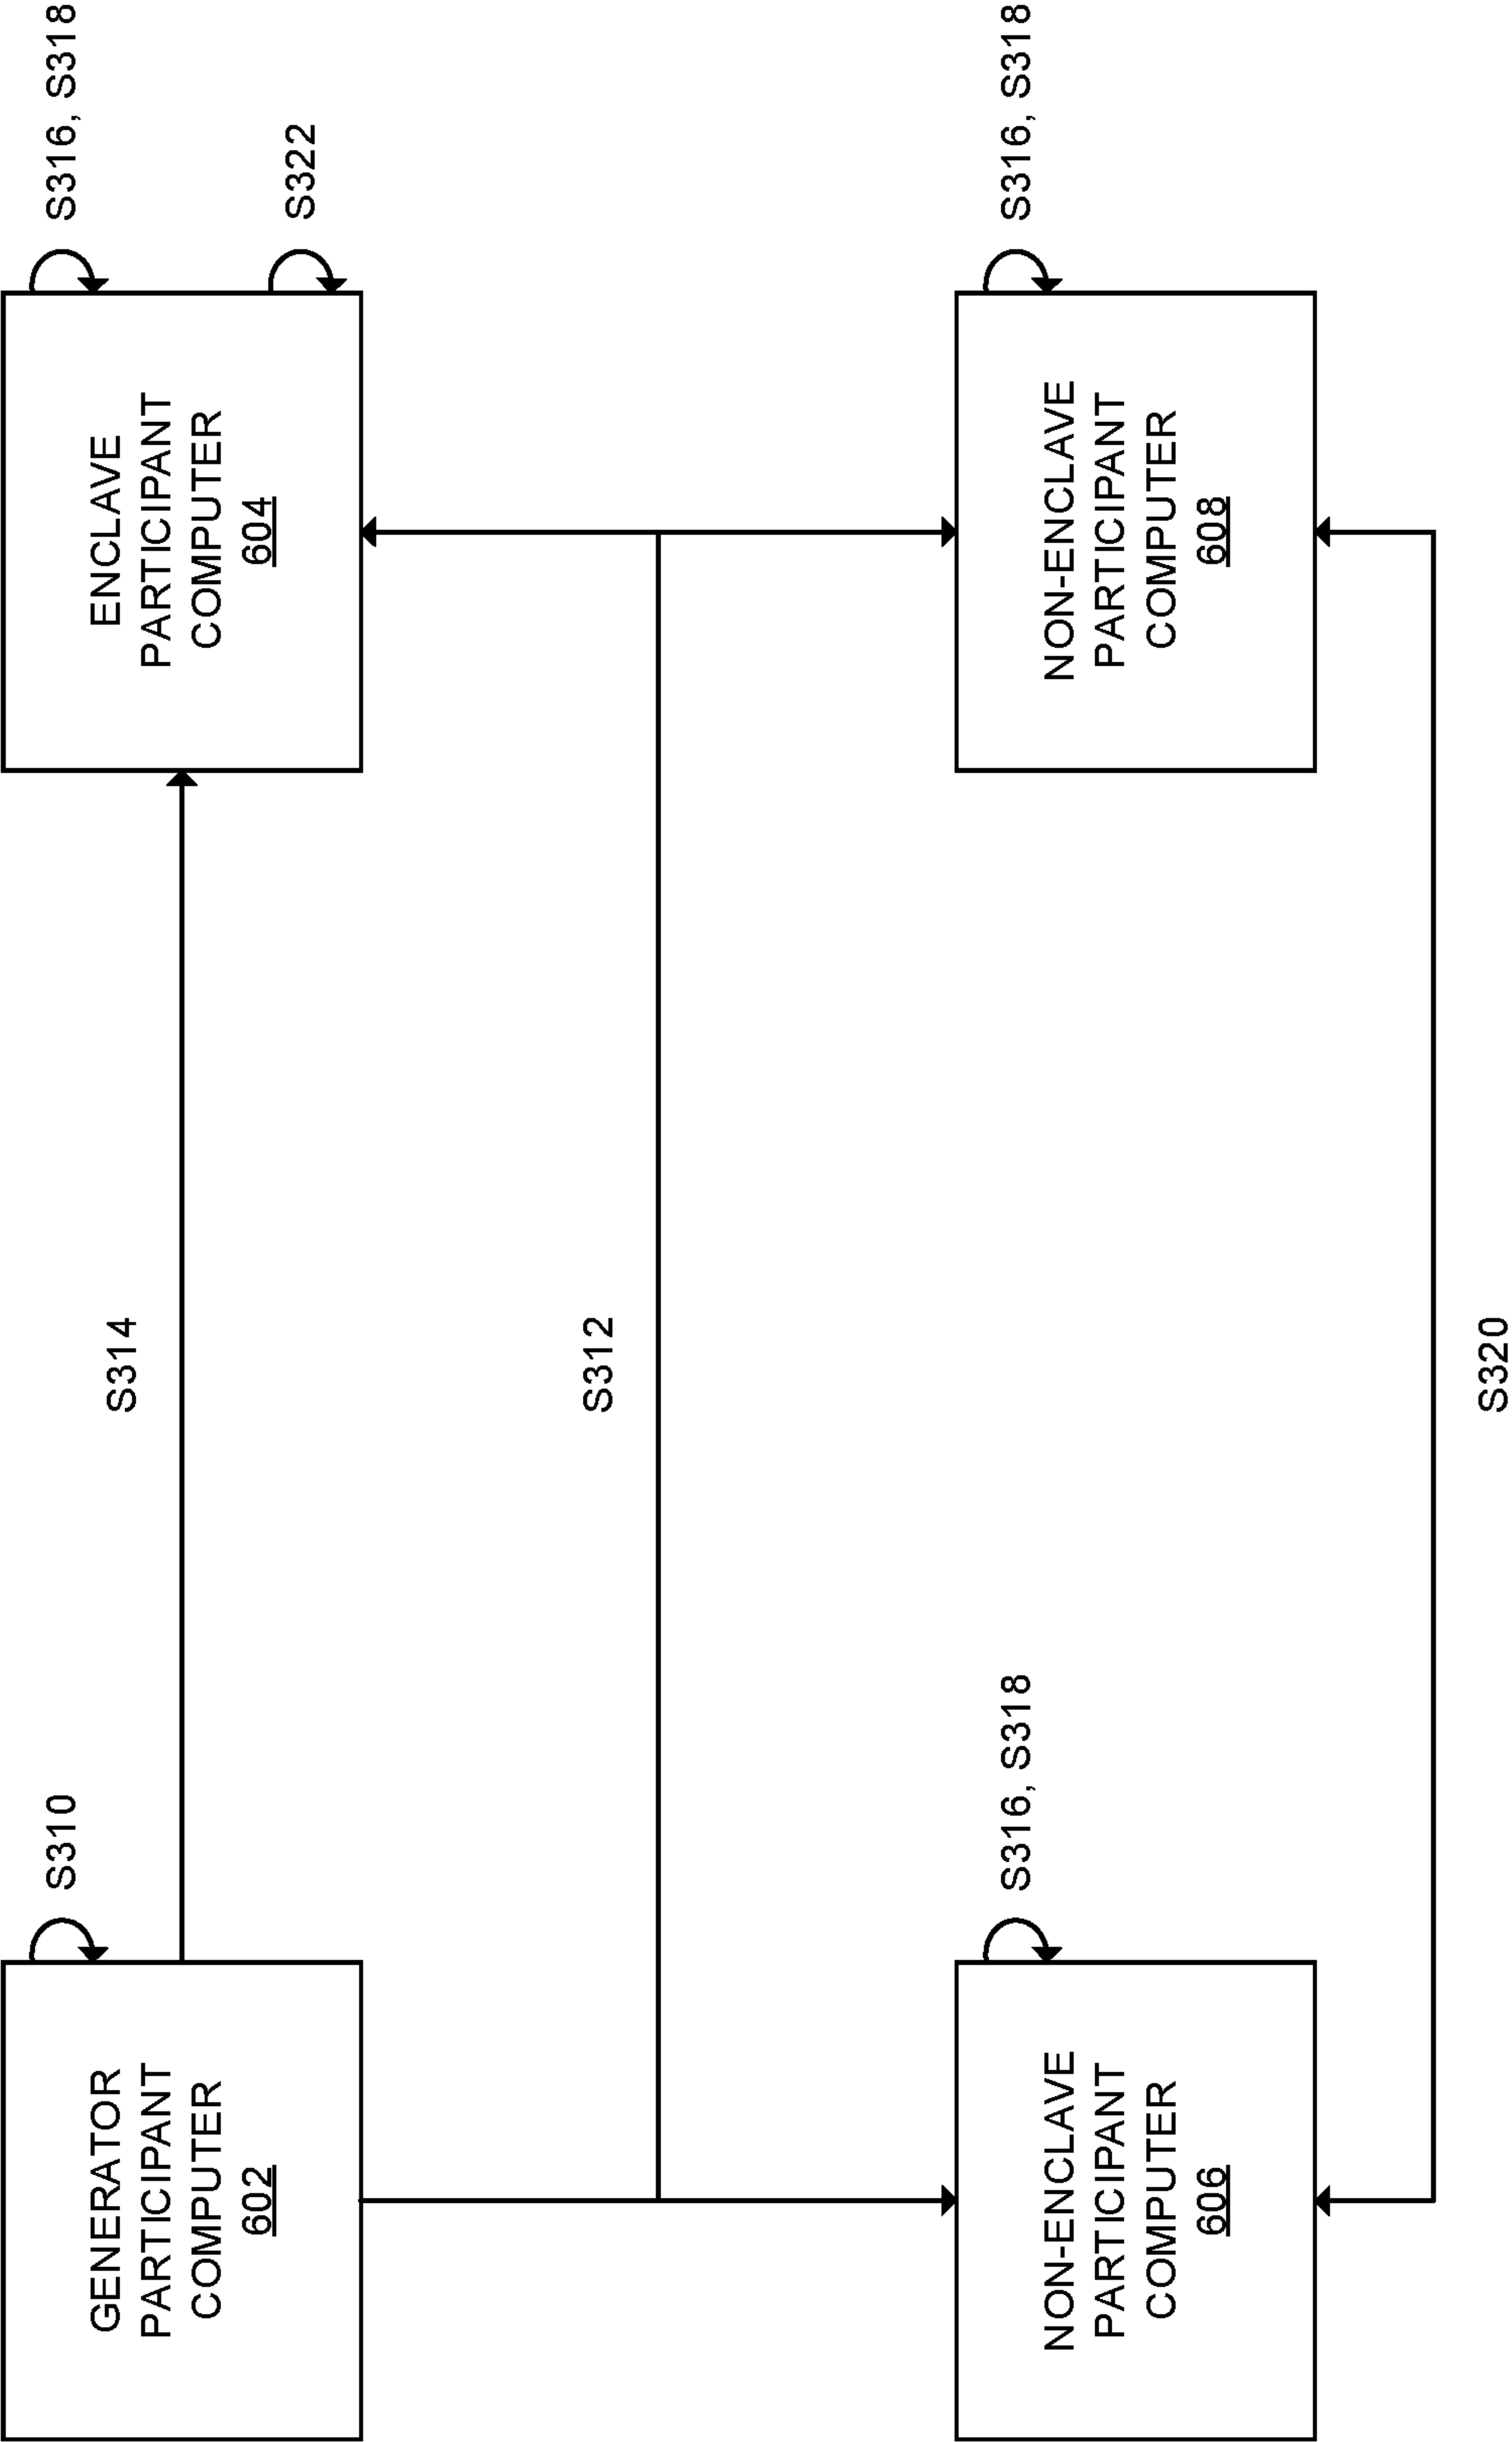 S310
GENERATOR
PARTICIPANT
COMPUTER
602
S314
S316, S318
ENCLAVE
PARTICIPANT
COMPUTER
604
S322
S312
S316, S318
NON-ENCLAVE
PARTICIPANT
COMPUTER
606
S316, S318
NON-ENCLAVE
PARTICIPANT
COMPUTER
608
S320